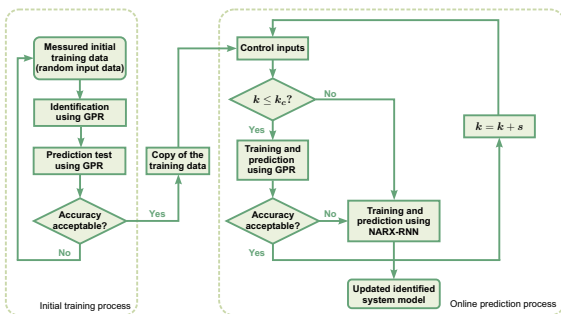 Messured initial
training data
(random input data)
Identification
using GPR
Prediction test
using GPR
Accuracy
acceptable?
No
Yes
Initial training process
Copy of the
training data
Control inputs
k ≤ k_c?
No
Yes
Training and
prediction
using GPR
Accuracy
acceptable?
No
Yes
Training and
prediction using
NARX-RNN
Updated identified
system model
k = k + s
Online prediction process